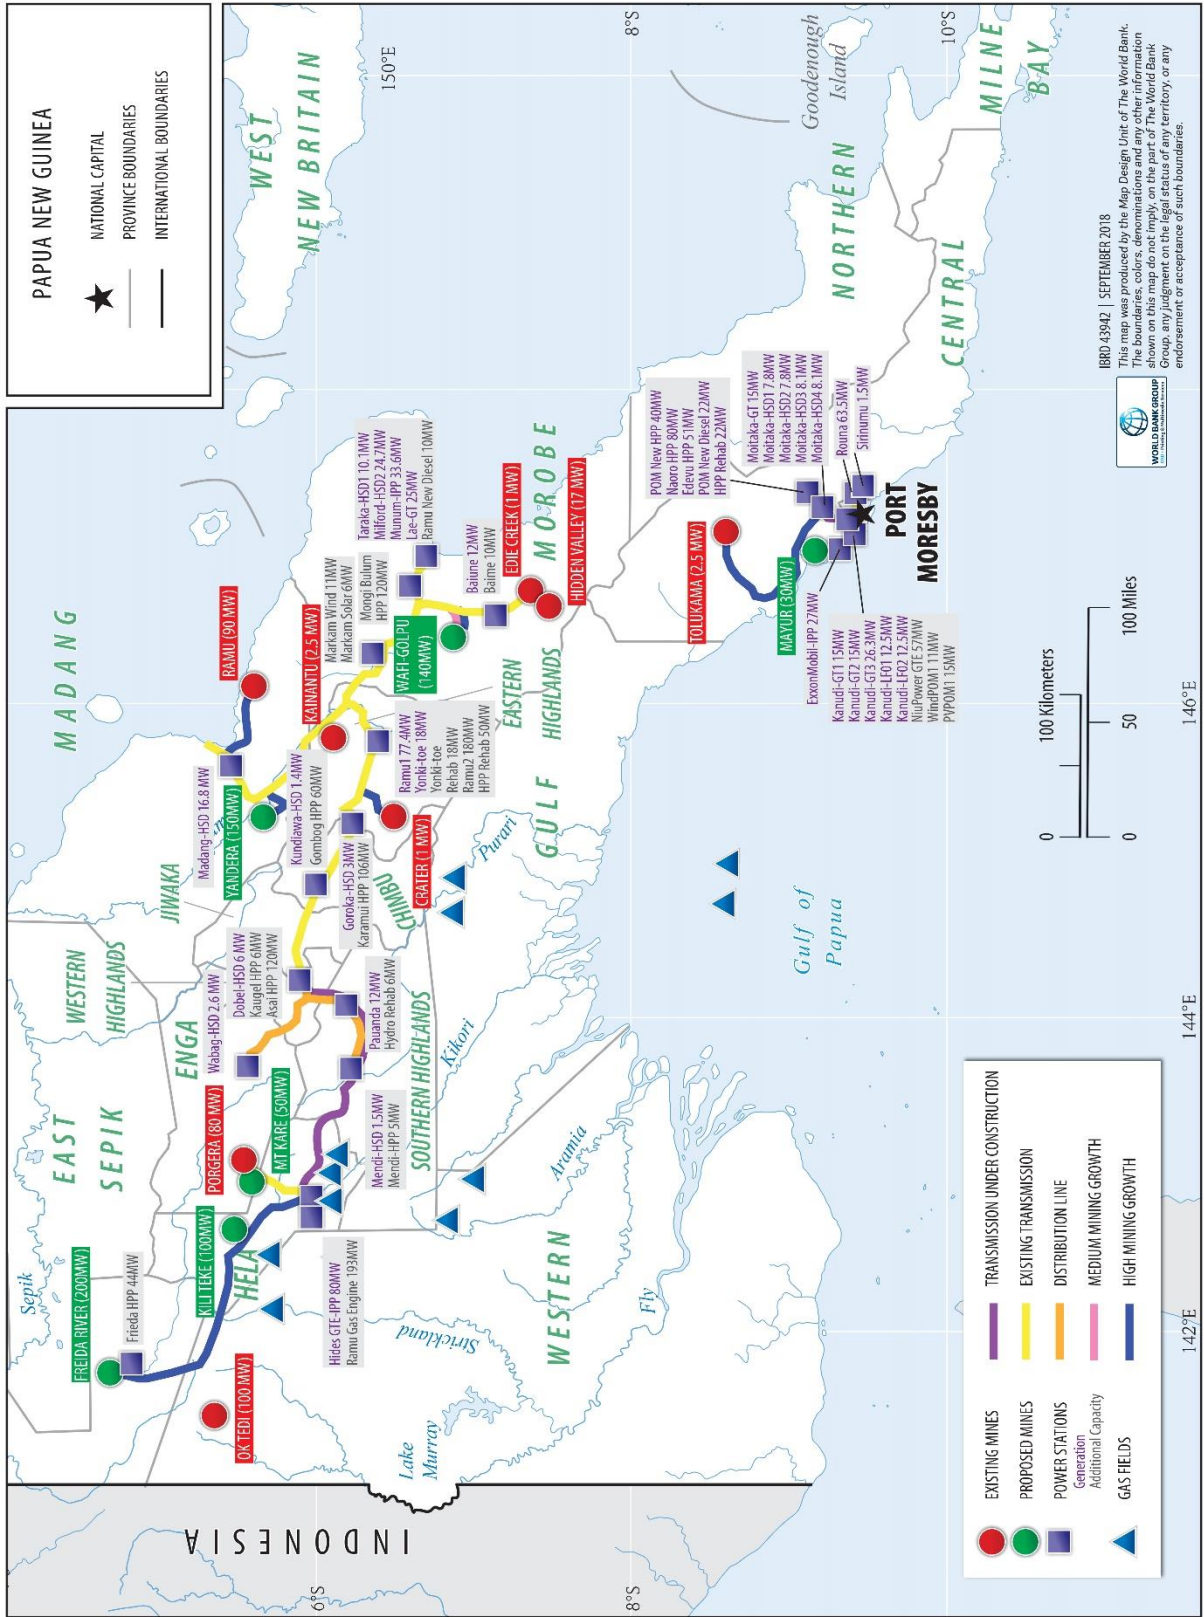 PAPUA NEW GUINEA
NATIONAL CAPITAL
PROVINCE BOUNDARIES
INTERNATIONAL BOUNDARIES
MADANG
EAST
SEPIK
WESTERN
HIGHLANDS
JIWAKA
ENGA
HELA
SOUTHERN HIGHLANDS
CHIMBU
EASTERN
HIGHLANDS
GULF
MOROBE
WESTERN
NORTHERN
CENTRAL
MILNE
BAY
WEST
NEW BRITAIN
INDONESIA
Goodenough
Island
Gulf of
Papua
Sepik
Strickland
Lake
Murray
Fly
Aramia
Kikori
Purari
FREIDA RIVER (200MW)
Frieda HPP 44MW
OK TEDI (100 MW)
KILITEKE (100MW)
PORGERA (80 MW)
MT KARE (50MW)
Hides GTE-IPP 80MW
Ramu Gas Engine 193MW
Mendi-HSD 1.5MW
Mendi-HPP 5MW
Wabag-HSD 2.6 MW
Pauanda 12MW
Hydro Rehab 6MW
Dobel-HSD 6 MW
Kaugel HPP 6MW
Asai HPP 120MW
Kundiawa-HSD 1.4MW
Gombog HPP 60MW
Goroka-HSD 3MW
Karamui HPP 106MW
CRATER (1 MW)
Madang-HSD 16.8 MW
YANDERA (150MW)
RAMU (90 MW)
KAINANTU (2.5 MW)
Ramu1 77.4MW
Yonki-toe 18MW
Yonki-toe
Rehab 18MW
Ramu2 180MW
HPP Rehab 50MW
Markam Wind 11MW
Markam Solar 6MW
Mongi Bulum
HPP 120MW
WAFI-GOLPU
(140MW)
Taraka-HSD1 10.1MW
Milford-HSD2 24.7MW
Munum-IPP 33.6MW
Lae-GT 25MW
Ramu New Diesel 10MW
Baiune 12MW
Baime 10MW
EDIE CREEK (1 MW)
HIDDEN VALLEY (17 MW)
TOLUKAMA (2.5 MW)
MAYUR (30MW)
POM New HPP 40MW
Naoro HPP 80MW
Edevu HPP 51MW
POM New Diesel 22MW
HPP Rehab 22MW
Moitaka-GT 15MW
Moitaka-HSD1 7.8MW
Moitaka-HSD2 7.8MW
Moitaka-HSD3 8.1MW
Moitaka-HSD4 8.1MW
Rouna 63.5MW
Sirinumu 1.5MW
ExxonMobil-IPP 27MW
Kanudi-GT1 15MW
Kanudi-GT2 15MW
Kanudi-GT3 26.3MW
Kanudi-LFO1 12.5MW
Kanudi-LFO2 12.5MW
NiuPower GTE 57MW
WindPOM1 11MW
PVPOM1 15MW
PORT
MORESBY
6°S
8°S
8°S
10°S
142°E
144°E
146°E
150°E
EXISTING MINES
PROPOSED MINES
POWER STATIONS
Generation
Additional Capacity
GAS FIELDS
TRANSMISSION UNDER CONSTRUCTION
EXISTING TRANSMISSION
DISTRIBUTION LINE
MEDIUM MINING GROWTH
HIGH MINING GROWTH
0 100 Kilometers
0 50 100 Miles
IBRD 43942 | SEPTEMBER 2018
This map was produced by the Map Design Unit of The World Bank.
The boundaries, colors, denominations and any other information
shown on this map do not imply, on the part of The World Bank
Group, any judgment on the legal status of any territory, or any
endorsement or acceptance of such boundaries.
WORLD BANK GROUP